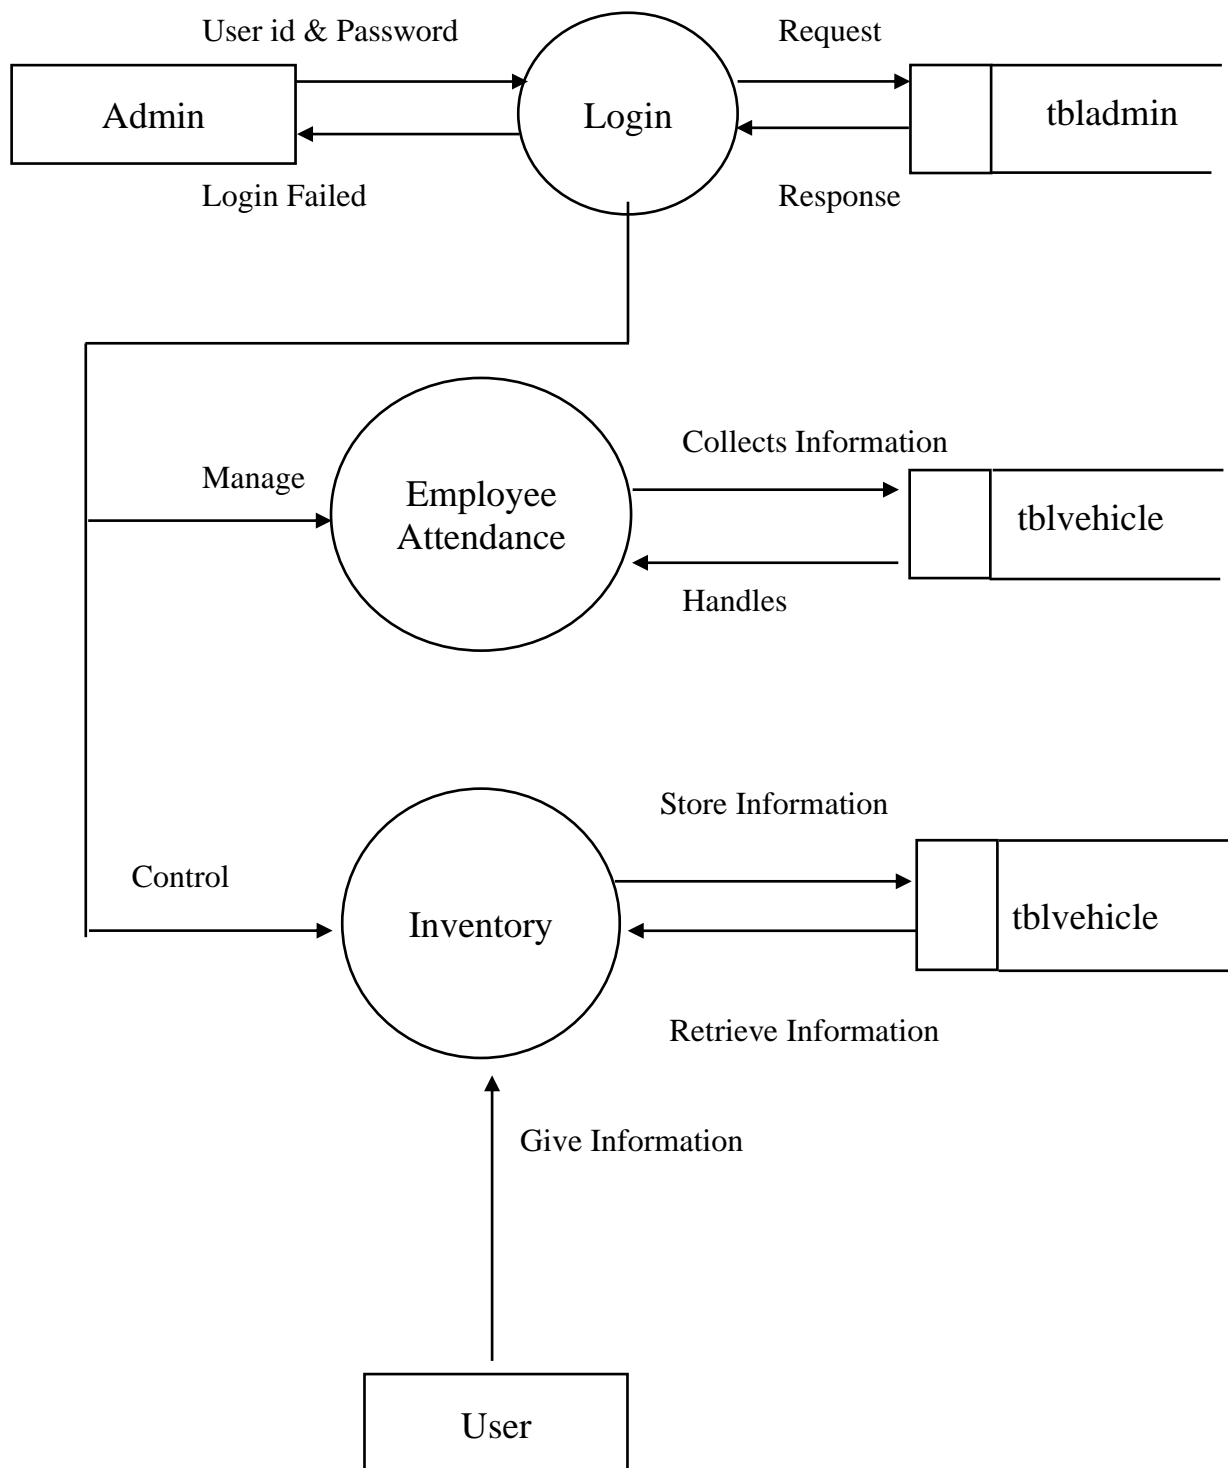 User id & Password
Request
Admin
Login
tbladmin
Login Failed
Response
Collects Information
Manage
Employee
Attendance
tblvehicle
Handles
Store Information
Control
Inventory
tblvehicle
Retrieve Information
Give Information
User